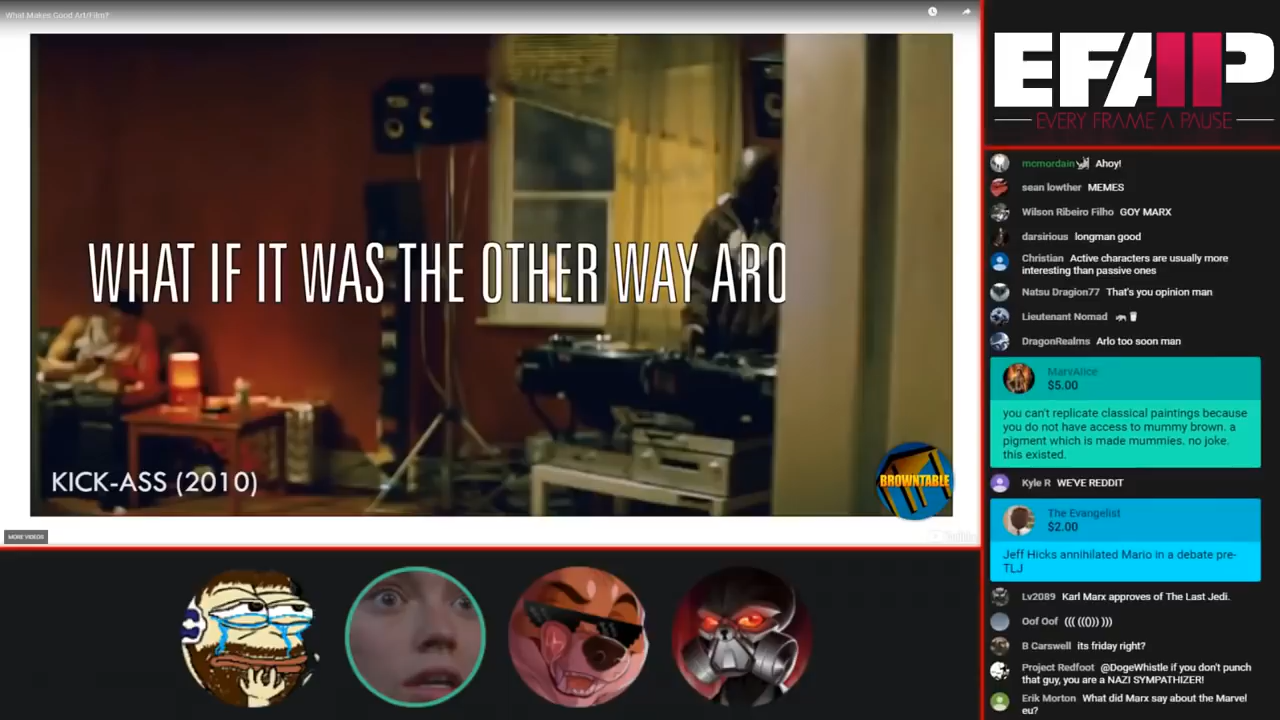 What Makes Good Art/Film?
WHAT IF IT WAS THE OTHER WAY ARO
KICK-ASS (2010)
BROWNTABLE
MORE VIDEOS
YouTube
EFAP
EVERY FRAME A PAUSE
mcmordain Ahoy!
sean lowther MEMES
Wilson Ribeiro Filho GOY MARX
darsirious longman good
Christian Active characters are usually more
interesting than passive ones
Natsu Dragion77 That's you opinion man
Lieutenant Nomad
DragonRealms Arlo too soon man
MarvAlice
$5.00
you can't replicate classical paintings because
you do not have access to mummy brown. a
pigment which is made mummies. no joke.
this existed.
Kyle R WE'VE REDDIT
The Evangelist
$2.00
Jeff Hicks annihilated Mario in a debate pre-
TLJ
Lv2089 Karl Marx approves of The Last Jedi.
Oof Oof ((( ((()) )))
B Carswell its friday right?
Project Redfoot @DogeWhistle if you don't punch
that guy, you are a NAZI SYMPATHIZER!
Erik Morton What did Marx say about the Marvel
eu?